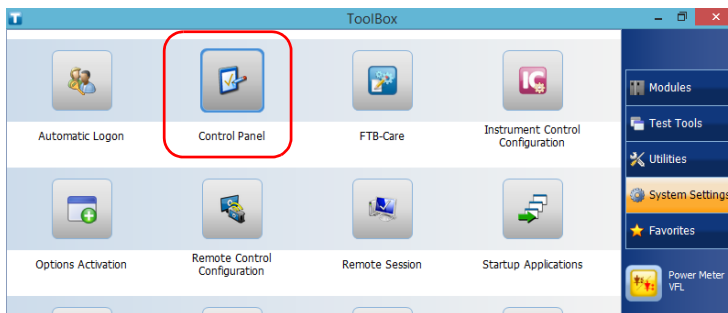 T
ToolBox
Automatic Logon
Control Panel
FTB-Care
IC
Instrument Control
Configuration
Options Activation
Remote Control
Configuration
Remote Session
Startup Applications
Modules
Test Tools
Utilities
System Settings
Favorites
Power Meter
VFL